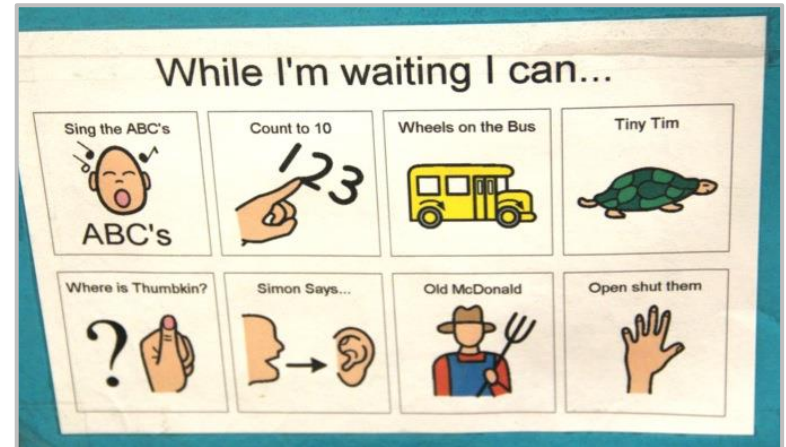 While I'm waiting I can...
Sing the ABC's
ABC's
Count to 10
123
Wheels on the Bus
Tiny Tim
Where is Thumbkin?
?
Simon Says...
Old McDonald
Open shut them